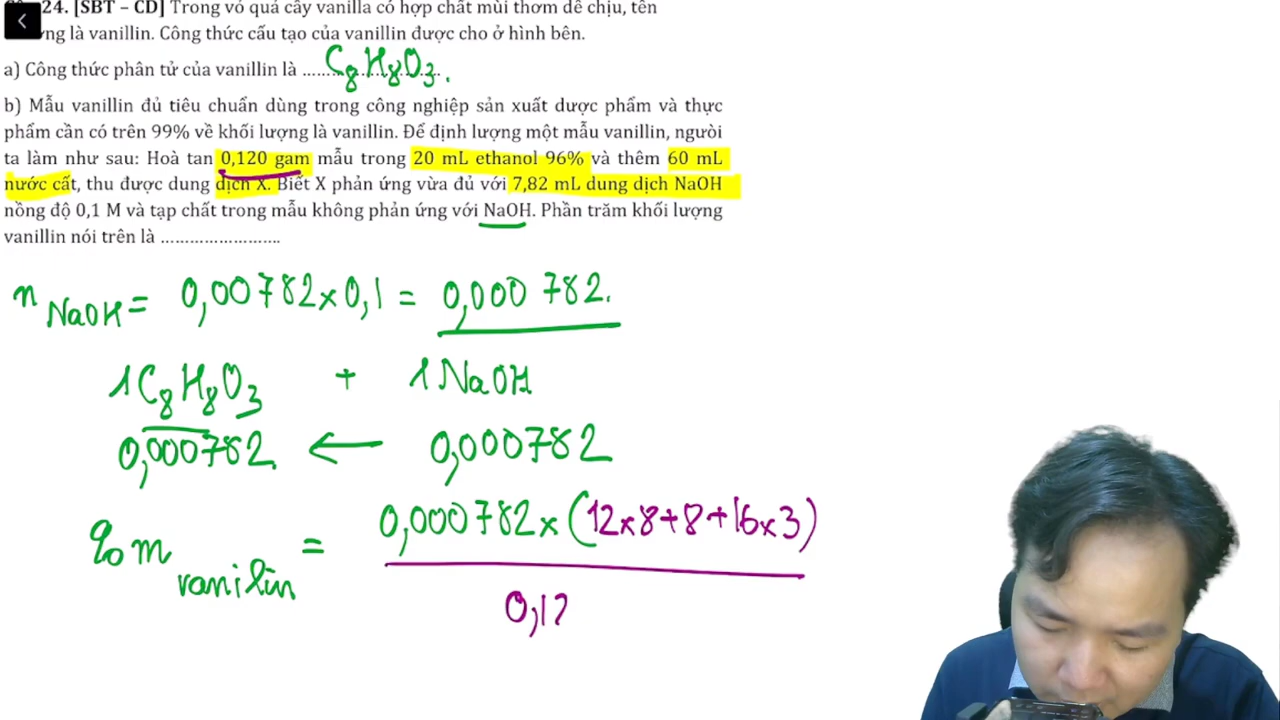 24. [SBT – CD] Trong vỏ quả cây vanilla có hợp chất mùi thơm dễ chịu, tên
là vanillin. Công thức cấu tạo của vanillin được cho ở hình bên.
a) Công thức phân tử của vanillin là ........ C₈H₈O₃.
b) Mẫu vanillin đủ tiêu chuẩn dùng trong công nghiệp sản xuất dược phẩm và thực
phẩm cần có trên 99% về khối lượng là vanillin. Để định lượng một mẫu vanillin, người
ta làm như sau: Hoà tan 0,120 gam mẫu trong 20 mL ethanol 96% và thêm 60 mL
nước cất, thu được dung dịch X. Biết X phản ứng vừa đủ với 7,82 mL dung dịch NaOH
nồng độ 0,1 M và tạp chất trong mẫu không phản ứng với NaOH. Phần trăm khối lượng
vanillin nói trên là ........................
n NaOH = 0,00782 x 0,1 = 0,000 782.
1C₈H₈O₃ + 1NaOH
0,000782. ← 0,000782
%m vanilin = 0,000782 x (12x8+8+16x3)
0,12